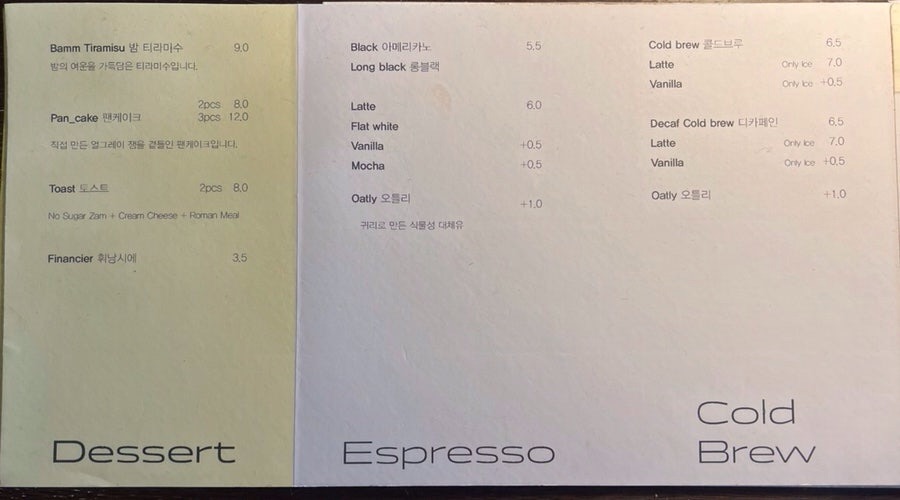 Bamm Tiramisu 밤 티라미수 9.0
밤의 여운을 가득담은 티라미수입니다.
2pcs 8.0
Pan_cake 팬케이크 3pcs 12.0
직접 만든 얼그레이 잼을 곁들인 팬케이크입니다.
Toast 토스트 2pcs 8.0
No Sugar Zam + Cream Cheese + Roman Meal
Financier 휘낭시에 3.5
Dessert
Black 아메리카노 5.5
Long black 롱블랙
Latte 6.0
Flat white
Vanilla +0.5
Mocha +0.5
Oatly 오틀리 +1.0
귀리로 만든 식물성 대체유
Espresso
Cold brew 콜드브루 6.5
Latte Only Ice 7.0
Vanilla Only Ice +0.5
Decaf Cold brew 디카페인 6.5
Latte Only Ice 7.0
Vanilla Only Ice +0.5
Oatly 오틀리 +1.0
Cold
Brew